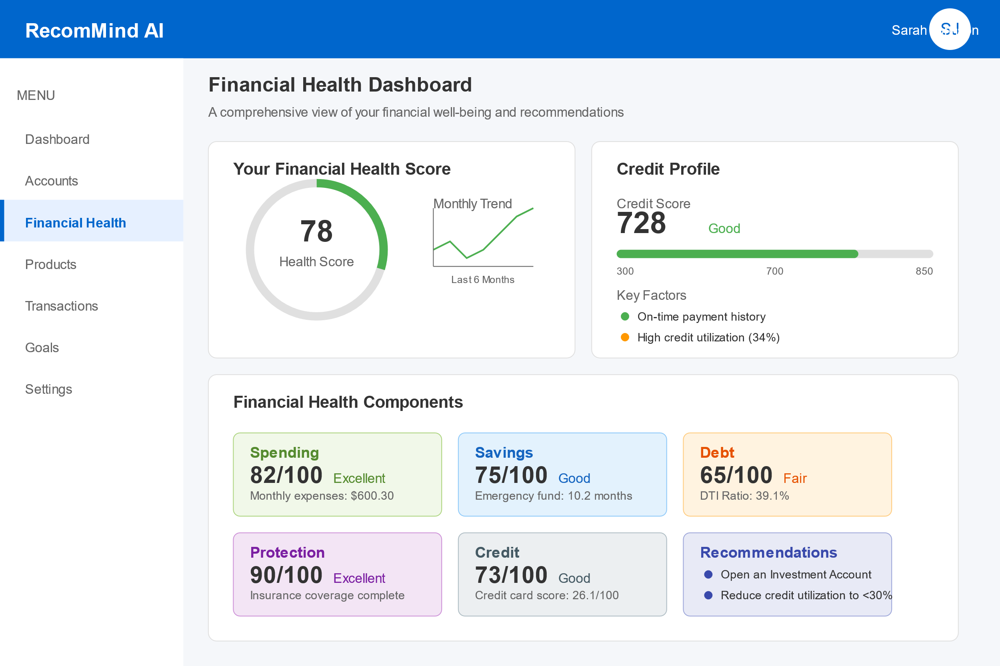 RecomMind AI
Sarah
SJ
MENU
Dashboard
Accounts
Financial Health
Products
Transactions
Goals
Settings
Financial Health Dashboard
A comprehensive view of your financial well-being and recommendations
Your Financial Health Score
78
Health Score
Monthly Trend
Last 6 Months
Credit Profile
Credit Score
728 Good
300 700 850
Key Factors
On-time payment history
High credit utilization (34%)
Financial Health Components
Spending
82/100 Excellent
Monthly expenses: $600.30
Savings
75/100 Good
Emergency fund: 10.2 months
Debt
65/100 Fair
DTI Ratio: 39.1%
Protection
90/100 Excellent
Insurance coverage complete
Credit
73/100 Good
Credit card score: 26.1/100
Recommendations
Open an Investment Account
Reduce credit utilization to <30%